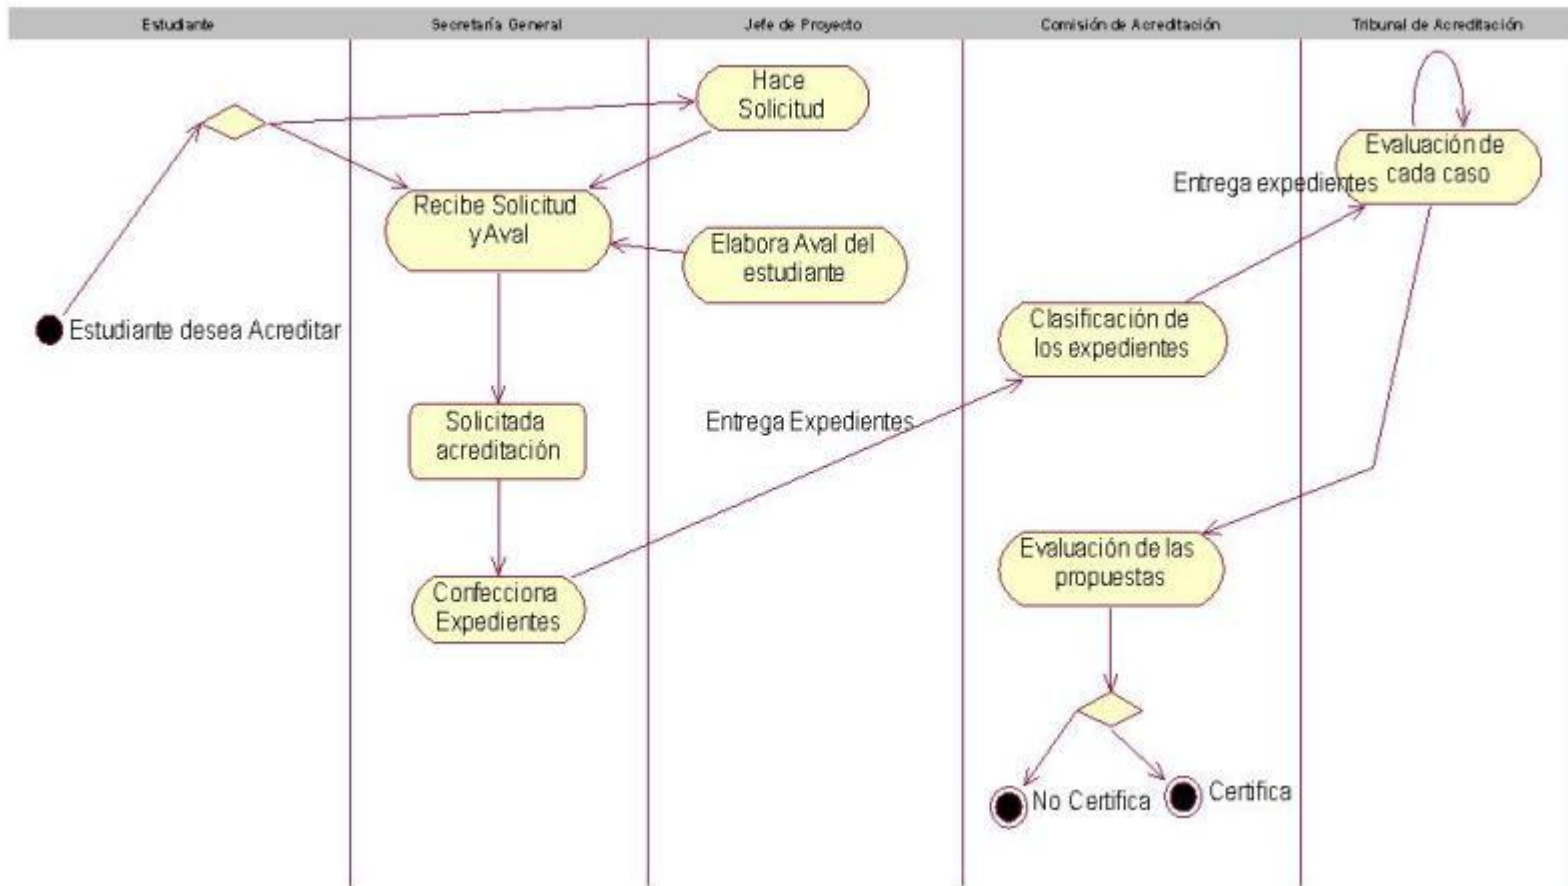 Estudiante
Secretaría General
Jefe de Proyecto
Comisión de Acreditación
Tribunal de Acreditación
Hace
Solicitud
Evaluación de
cada caso
Entrega expedientes
Recibe Solicitud
y Aval
Elabora Aval del
estudiante
Estudiante desea Acreditar
Clasificación de
los expedientes
Solicitada
acreditación
Entrega Expedientes
Evaluación de las
propuestas
Confecciona
Expedientes
No Certifica
Certifica